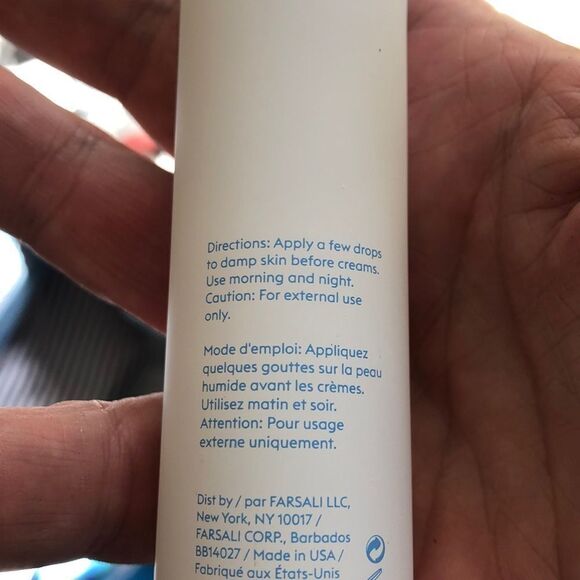 Directions: Apply a few drops
to damp skin before creams.
Use morning and night.
Caution: For external use
only.
Mode d'emploi: Appliquez
quelques gouttes sur la peau
humide avant les crèmes.
Utilisez matin et soir.
Attention: Pour usage
externe uniquement.
Dist by / par FARSALI LLC,
New York, NY 10017 /
FARSALI CORP., Barbados
BB14027 / Made in USA /
Fabriqué aux États-Unis